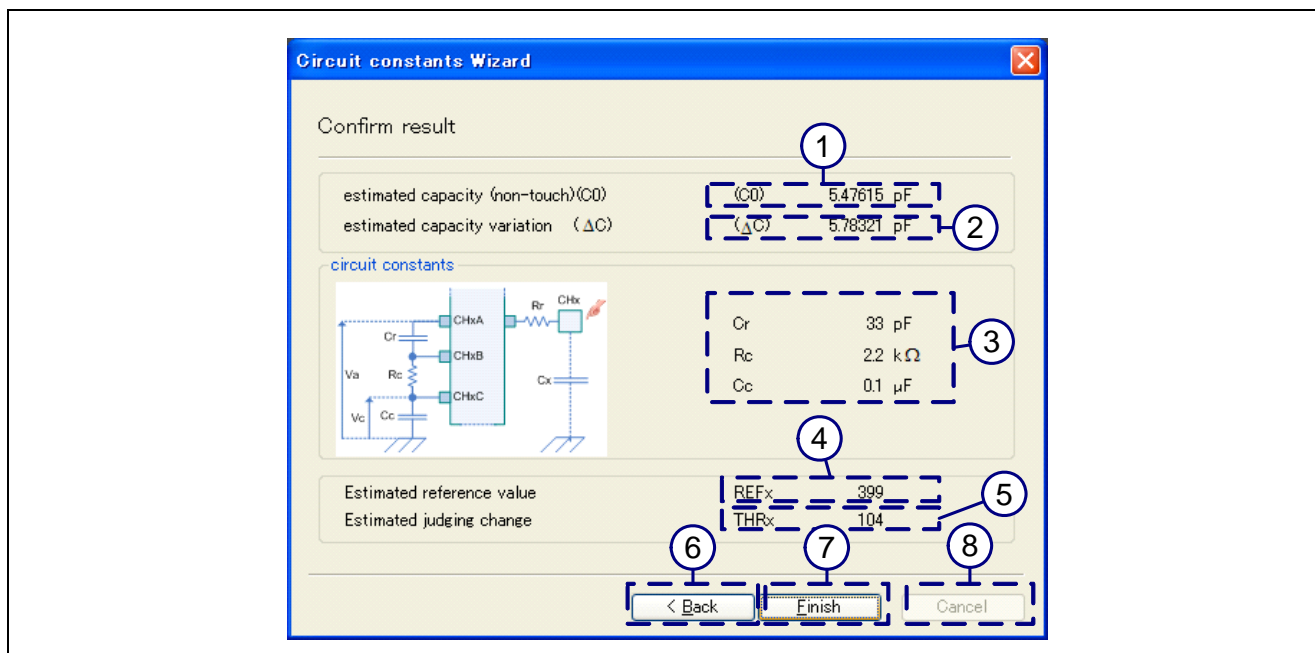 Circuit constants Wizard
Confirm result
1
estimated capacity (non-touch)(C0) (C0) 5.47615 pF
estimated capacity variation (ΔC) (ΔC) 5.78321 pF
2
circuit constants
Rr CHx
CHxA
Cr
CHxB
Va Rc Cx
CHxC
Vc Cc
Cr 33 pF
Rc 2.2 kΩ
Cc 0.1 μF
3
4
Estimated reference value REFx 399
5
Estimated judging change THRx 104
6 7 8
< Back Finish Cancel